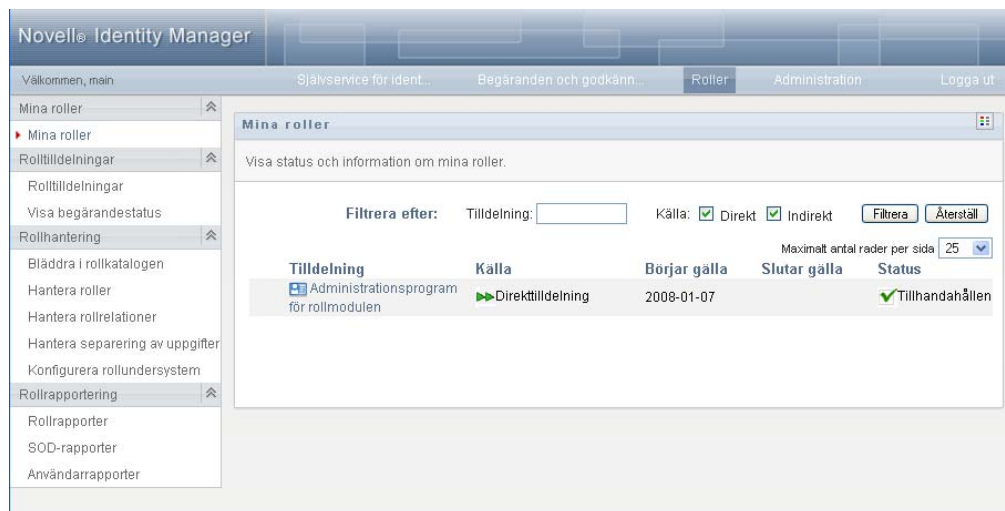 Novell® Identity Manager
Välkommen, main
Självservice för ident...
Begäranden och godkänn...
Roller
Administration
Logga ut
Mina roller
Mina roller
Rolltilldelningar
Rolltilldelningar
Visa begärandestatus
Rollhantering
Bläddra i rollkatalogen
Hantera roller
Hantera rollrelationer
Hantera separering av uppgifter
Konfigurera rollundersystem
Rollrapportering
Rollrapporter
SOD-rapporter
Användarrapporter
Mina roller
Visa status och information om mina roller.
Filtrera efter: Tilldelning: Källa: Direkt Indirekt Filtrera Återställ
Maximalt antal rader per sida 25
Tilldelning Källa Börjar gälla Slutar gälla Status
Administrationsprogram
för rollmodulen
Direkttilldelning 2008-01-07 Tillhandahållen